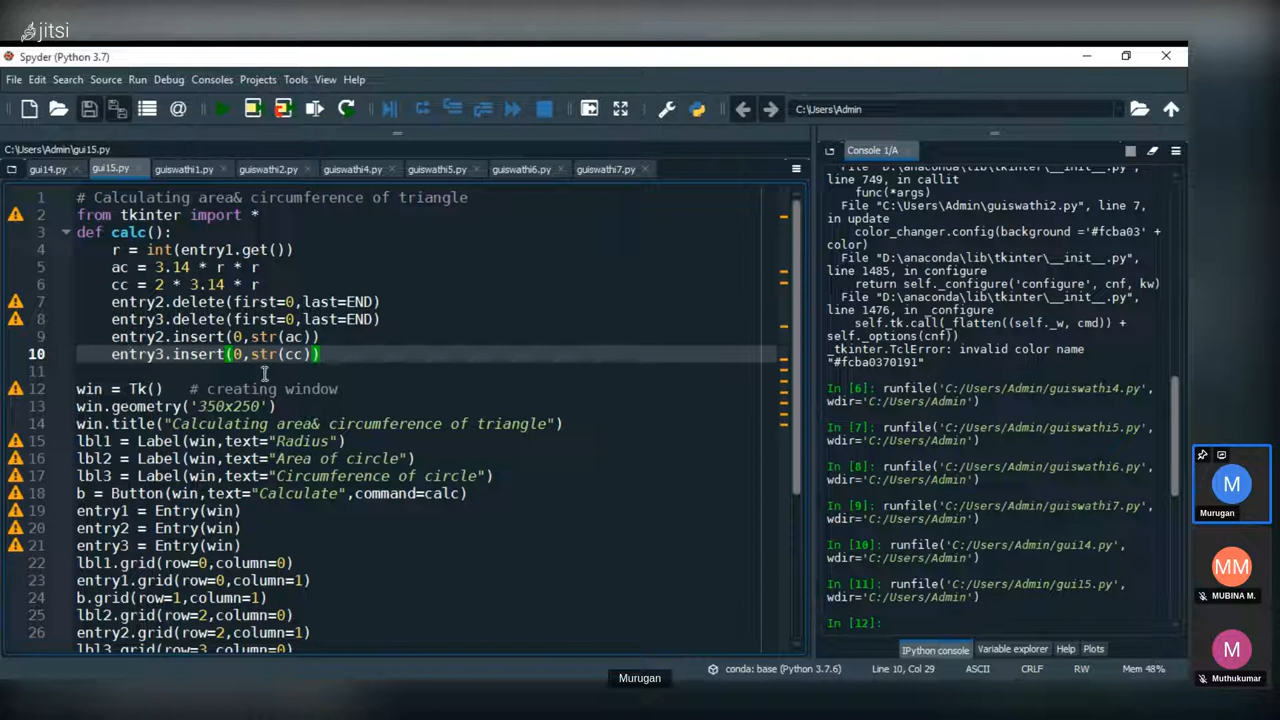 jitsi
Spyder (Python 3.7)
File Edit Search Source Run Debug Consoles Projects Tools View Help
C:\Users\Admin
C:\Users\Admin\gui15.py
gui14.py gui15.py guiswathi1.py guiswathi2.py guiswathi4.py guiswathi5.py guiswathi6.py guiswathi7.py
1 # Calculating area& circumference of triangle
2 from tkinter import *
3 def calc():
4 r = int(entry1.get())
5 ac = 3.14 * r * r
6 cc = 2 * 3.14 * r
7 entry2.delete(first=0,last=END)
8 entry3.delete(first=0,last=END)
9 entry2.insert(0,str(ac))
10 entry3.insert(0,str(cc))
11
12 win = Tk() # creating window
13 win.geometry('350x250')
14 win.title("Calculating area& circumference of triangle")
15 lbl1 = Label(win,text="Radius")
16 lbl2 = Label(win,text="Area of circle")
17 lbl3 = Label(win,text="Circumference of circle")
18 b = Button(win,text="Calculate",command=calc)
19 entry1 = Entry(win)
20 entry2 = Entry(win)
21 entry3 = Entry(win)
22 lbl1.grid(row=0,column=0)
23 entry1.grid(row=0,column=1)
24 b.grid(row=1,column=1)
25 lbl2.grid(row=2,column=0)
26 entry2.grid(row=2,column=1)
lbl3.grid(row=3,column=0)
Console 1/A
File "D:\anaconda\lib\tkinter\__init__.py",
line 749, in callit
func(*args)
File "C:\Users\Admin\guiswathi2.py", line 7,
in update
color_changer.config(background ='#fcba03' +
color)
File "D:\anaconda\lib\tkinter\__init__.py",
line 1485, in configure
return self._configure('configure', cnf, kw)
File "D:\anaconda\lib\tkinter\__init__.py",
line 1476, in _configure
self.tk.call(_flatten((self._w, cmd)) +
self._options(cnf))
_tkinter.TclError: invalid color name
"#fcba0370191"
In [6]: runfile('C:/Users/Admin/guiswathi4.py',
wdir='C:/Users/Admin')
In [7]: runfile('C:/Users/Admin/guiswathi5.py',
wdir='C:/Users/Admin')
In [8]: runfile('C:/Users/Admin/guiswathi6.py',
wdir='C:/Users/Admin')
In [9]: runfile('C:/Users/Admin/guiswathi7.py',
wdir='C:/Users/Admin')
In [10]: runfile('C:/Users/Admin/gui14.py',
wdir='C:/Users/Admin')
In [11]: runfile('C:/Users/Admin/gui15.py',
wdir='C:/Users/Admin')
In [12]:
IPython console Variable explorer Help Plots
conda: base (Python 3.7.6) Line 10, Col 29 ASCII CRLF RW Mem 48%
Murugan
M
Murugan
MM
MUBINA M.
M
Muthukumar